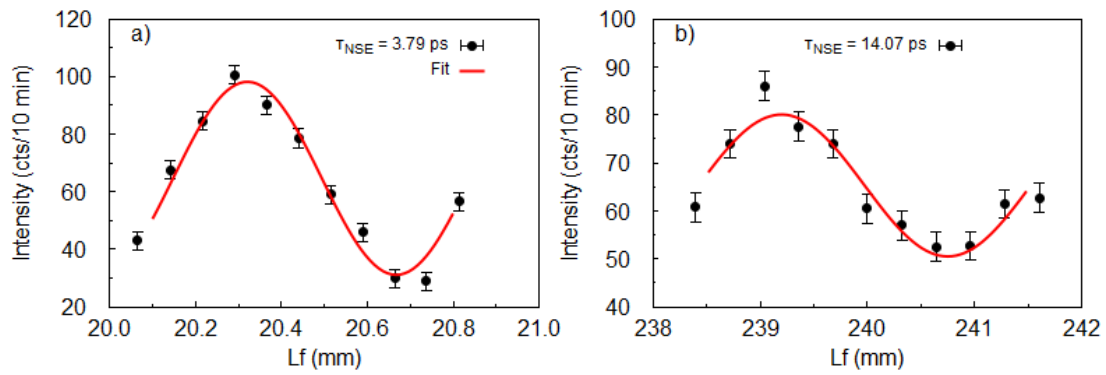 a)
τNSE = 3.79 ps
Fit
Intensity (cts/10 min)
120
100
80
60
40
20
20.0 20.2 20.4 20.6 20.8 21.0
Lf (mm)
b)
τNSE = 14.07 ps
Intensity (cts/10 min)
100
90
80
70
60
50
40
238 239 240 241 242
Lf (mm)